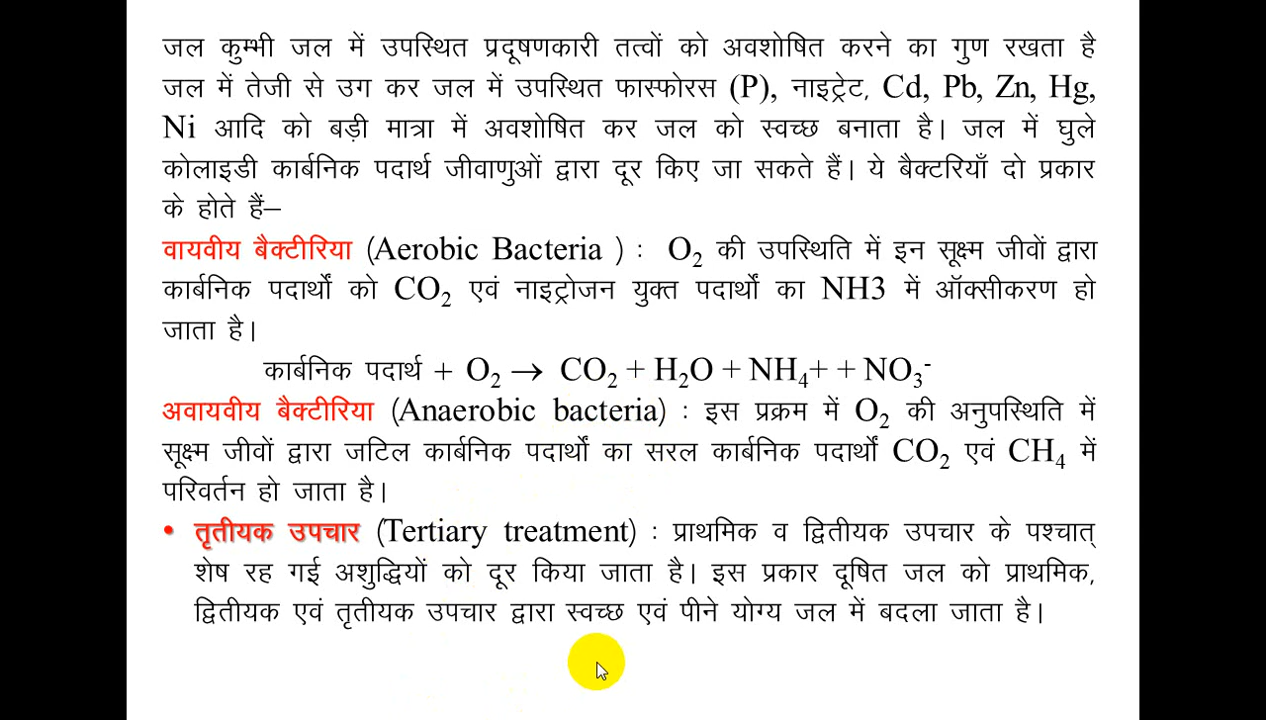 जल कुम्भी जल में उपस्थित प्रदूषणकारी तत्वों को अवशोषित करने का गुण रखता है
जल में तेजी से उग कर जल में उपस्थित फास्फोरस (P), नाइट्रेट, Cd, Pb, Zn, Hg,
Ni आदि को बड़ी मात्रा में अवशोषित कर जल को स्वच्छ बनाता है। जल में घुले
कोलाइडी कार्बनिक पदार्थ जीवाणुओं द्वारा दूर किए जा सकते हैं। ये बैक्टरियाँ दो प्रकार
के होते हैं–
वायवीय बैक्टीरिया (Aerobic Bacteria ) : O₂ की उपस्थिति में इन सूक्ष्म जीवों द्वारा
कार्बनिक पदार्थों को CO₂ एवं नाइट्रोजन युक्त पदार्थों का NH3 में ऑक्सीकरण हो
जाता है।
कार्बनिक पदार्थ + O₂ → CO₂ + H₂O + NH₄+ + NO₃⁻
अवायवीय बैक्टीरिया (Anaerobic bacteria) : इस प्रक्रम में O₂ की अनुपस्थिति में
सूक्ष्म जीवों द्वारा जटिल कार्बनिक पदार्थों का सरल कार्बनिक पदार्थों CO₂ एवं CH₄ में
परिवर्तन हो जाता है।
• तृतीयक उपचार (Tertiary treatment) : प्राथमिक व द्वितीयक उपचार के पश्चात्
शेष रह गई अशुद्धियों को दूर किया जाता है। इस प्रकार दूषित जल को प्राथमिक,
द्वितीयक एवं तृतीयक उपचार द्वारा स्वच्छ एवं पीने योग्य जल में बदला जाता है।